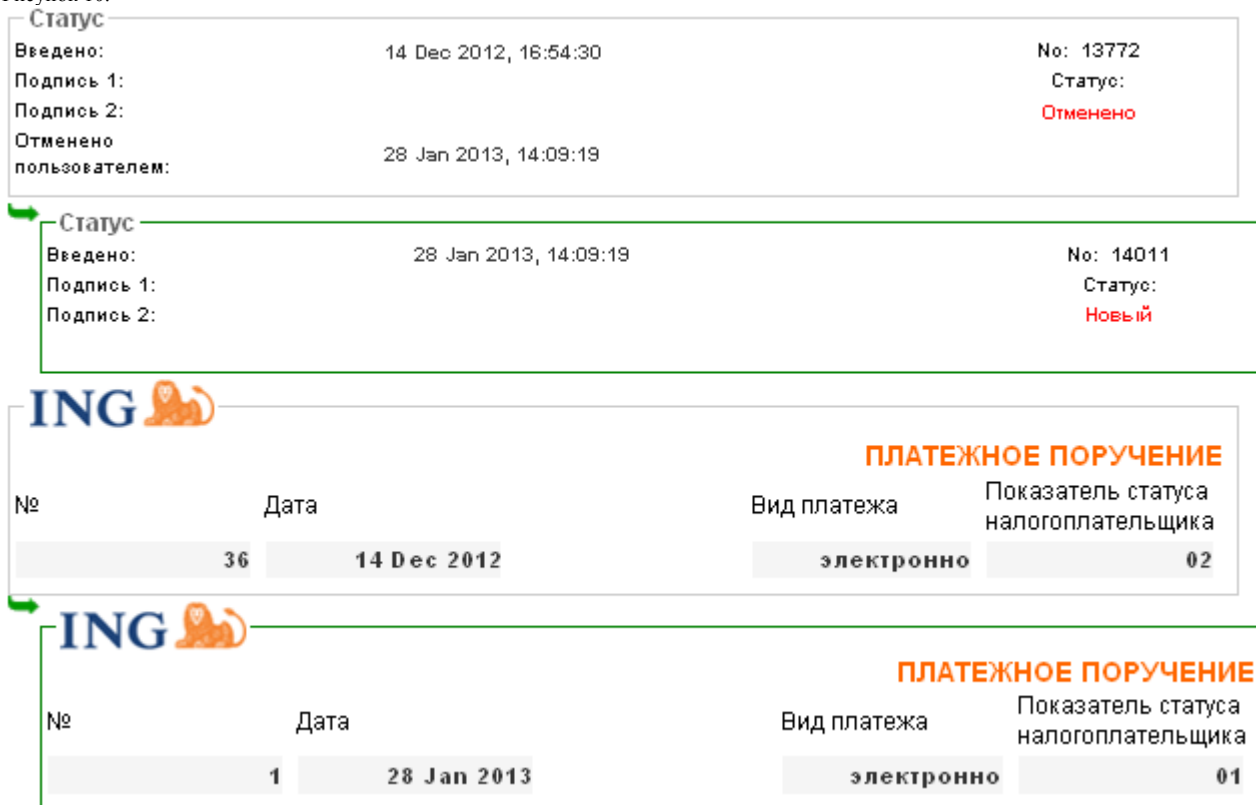 Статус
Введено: 14 Dec 2012, 16:54:30 No: 13772
Подпись 1: Статус:
Подпись 2: Отменено
Отменено
пользователем: 28 Jan 2013, 14:09:19
Статус
Введено: 28 Jan 2013, 14:09:19 No: 14011
Подпись 1: Статус:
Подпись 2: Новый
ING
ПЛАТЕЖНОЕ ПОРУЧЕНИЕ
№ Дата Вид платежа Показатель статуса
налогоплательщика
36 14 Dec 2012 электронно 02
ING
ПЛАТЕЖНОЕ ПОРУЧЕНИЕ
№ Дата Вид платежа Показатель статуса
налогоплательщика
1 28 Jan 2013 электронно 01